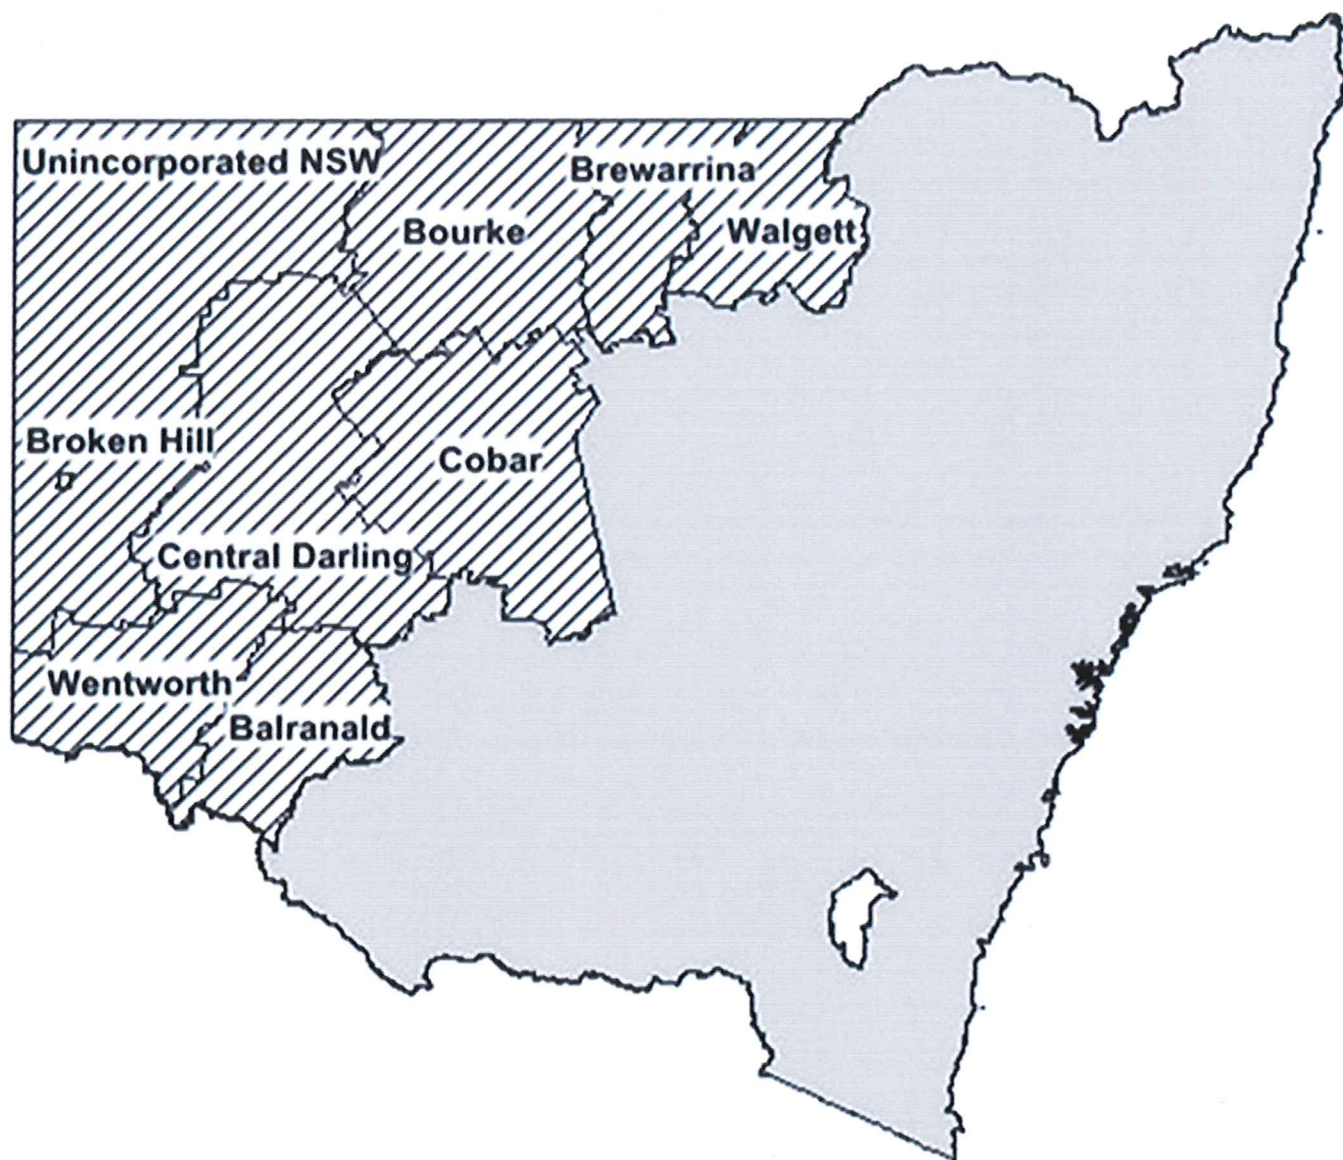 Unincorporated NSW
Brewarrina
Bourke
Walgett
Broken Hill
Cobar
Central Darling
Wentworth
Balranald